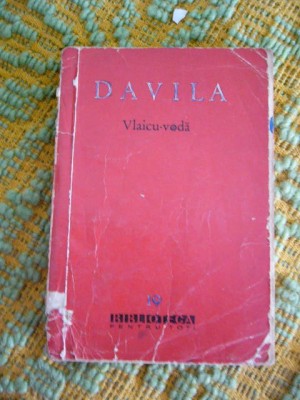 DAVILA
Vlaicu-vodă
BIBLIOTECA
PENTRU TOȚI